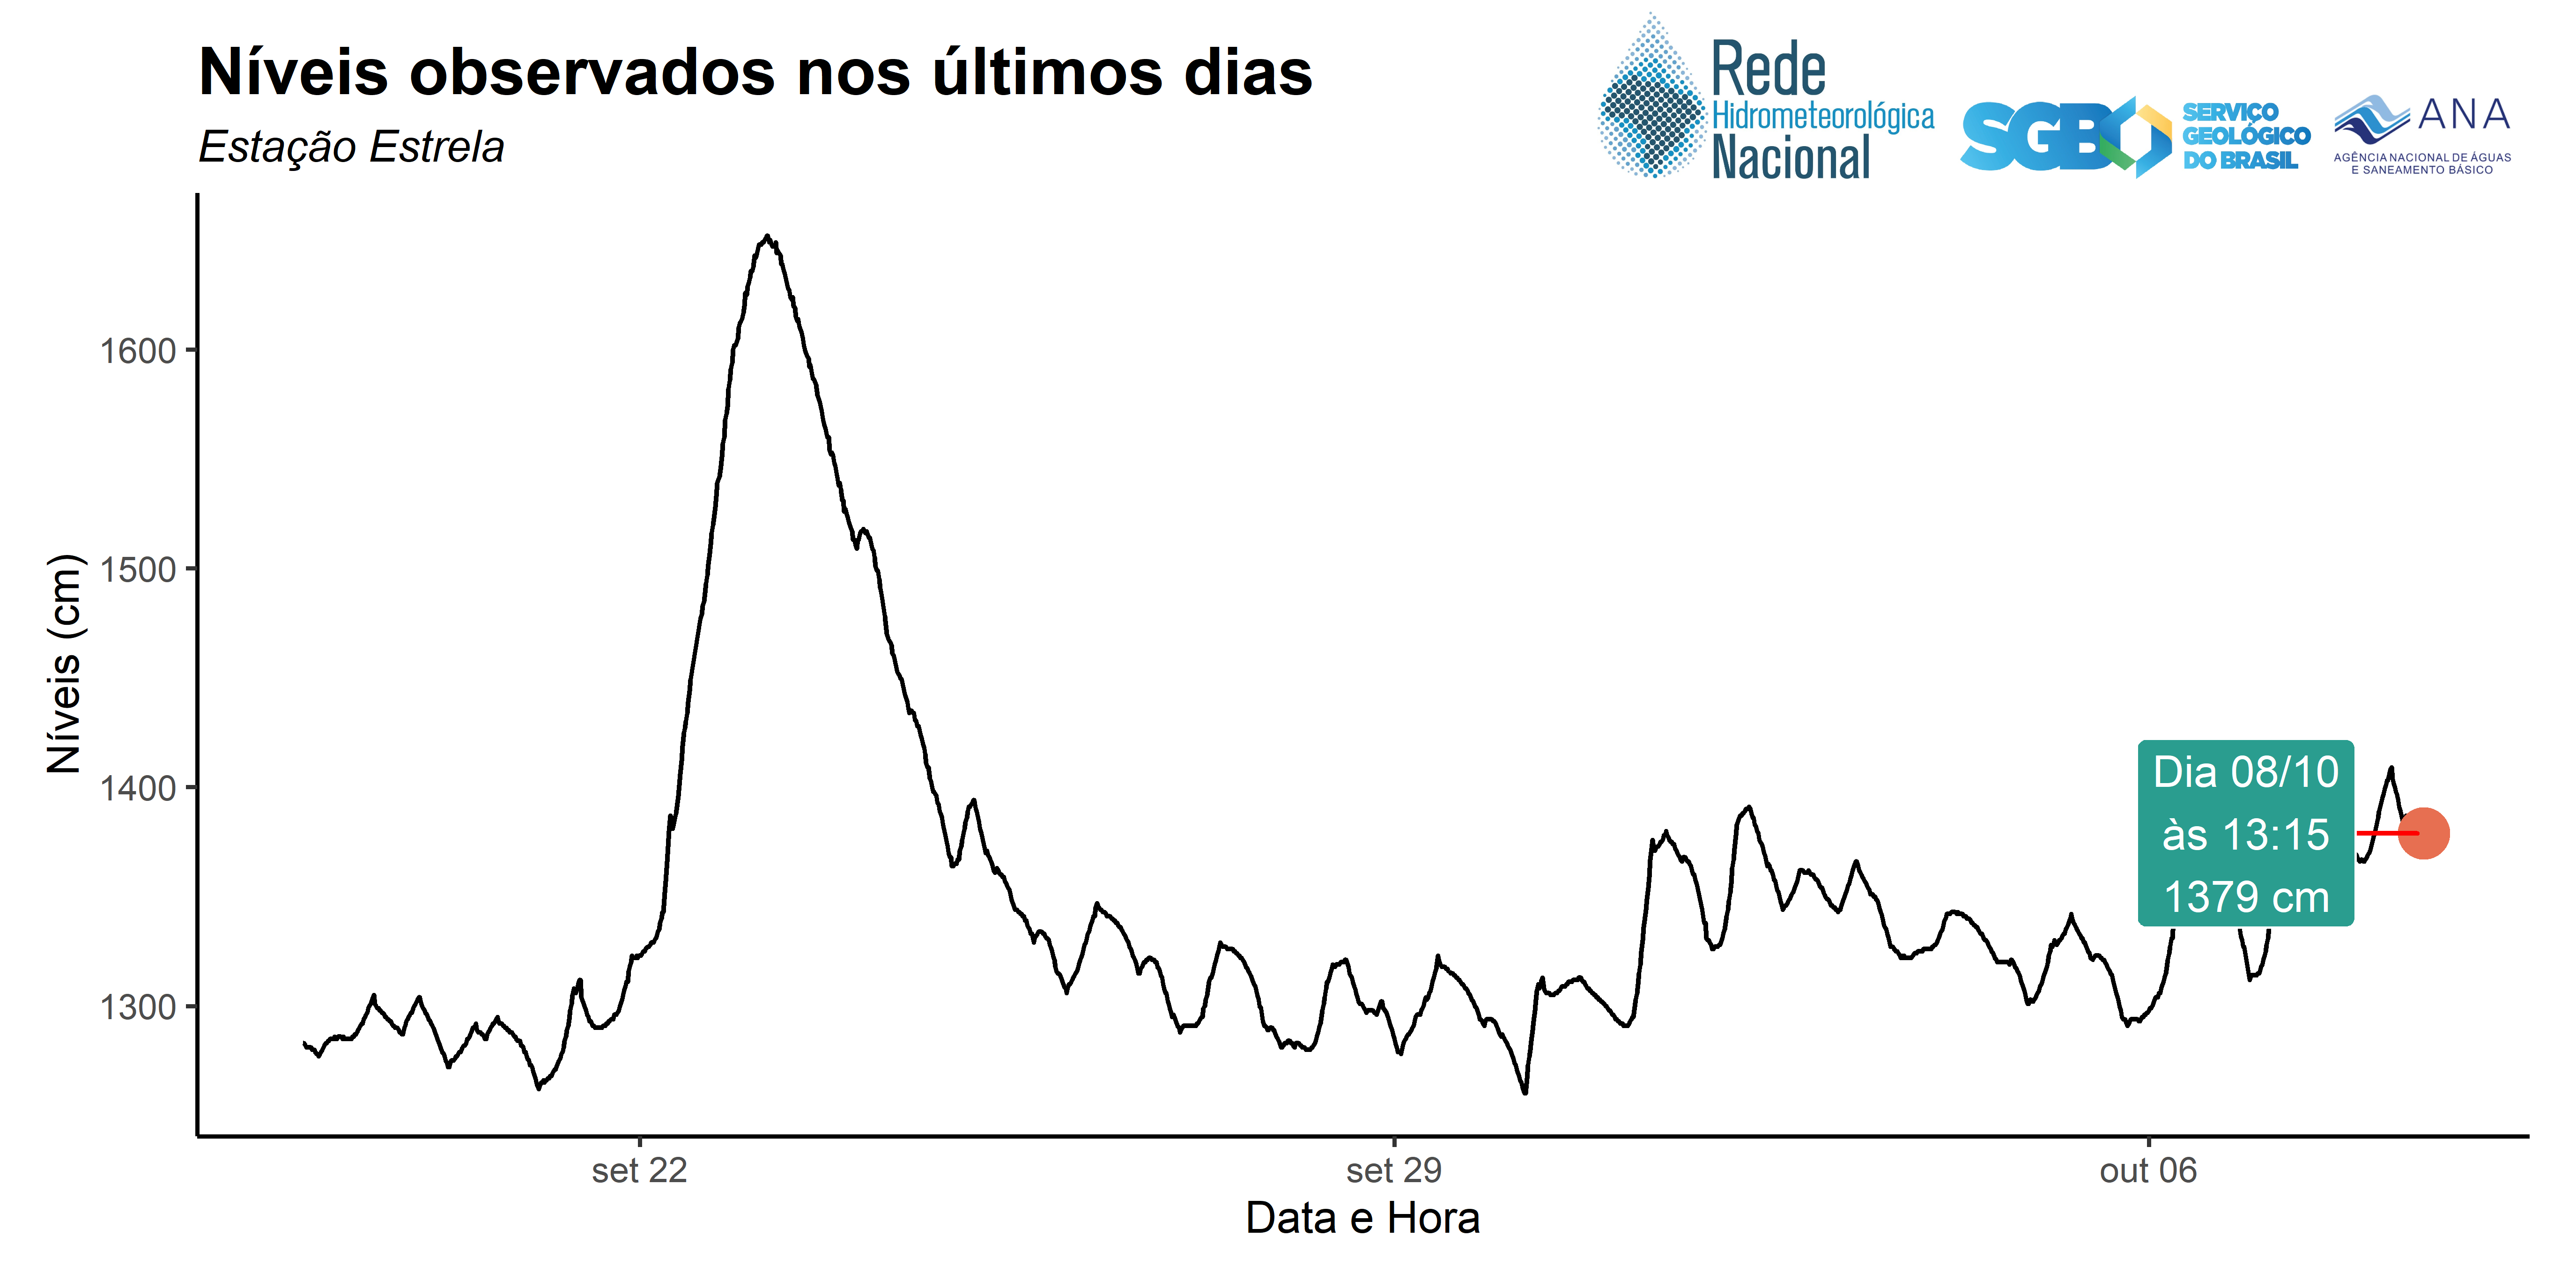 Níveis observados nos últimos dias
Estação Estrela
Rede
Hidrometeorológica
Nacional
SGB
SERVIÇO
GEOLÓGICO
DO BRASIL
ANA
AGÊNCIA NACIONAL DE ÁGUAS
E SANEAMENTO BÁSICO
Níveis (cm)
1600
1500
1400
1300
Dia 08/10
às 13:15
1379 cm
set 22
set 29
out 06
Data e Hora